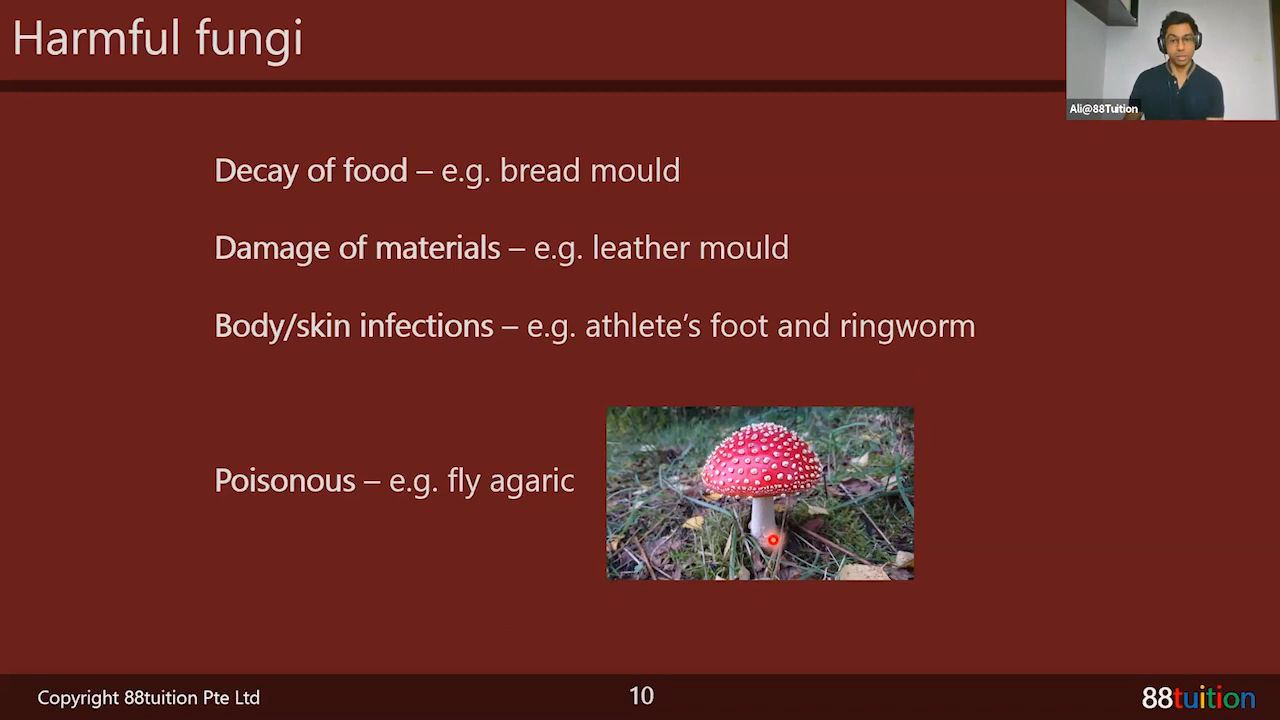 Harmful fungi
Ali@88Tuition
Decay of food – e.g. bread mould
Damage of materials – e.g. leather mould
Body/skin infections – e.g. athlete’s foot and ringworm
Poisonous – e.g. fly agaric
Copyright 88tuition Pte Ltd
10
88tuition